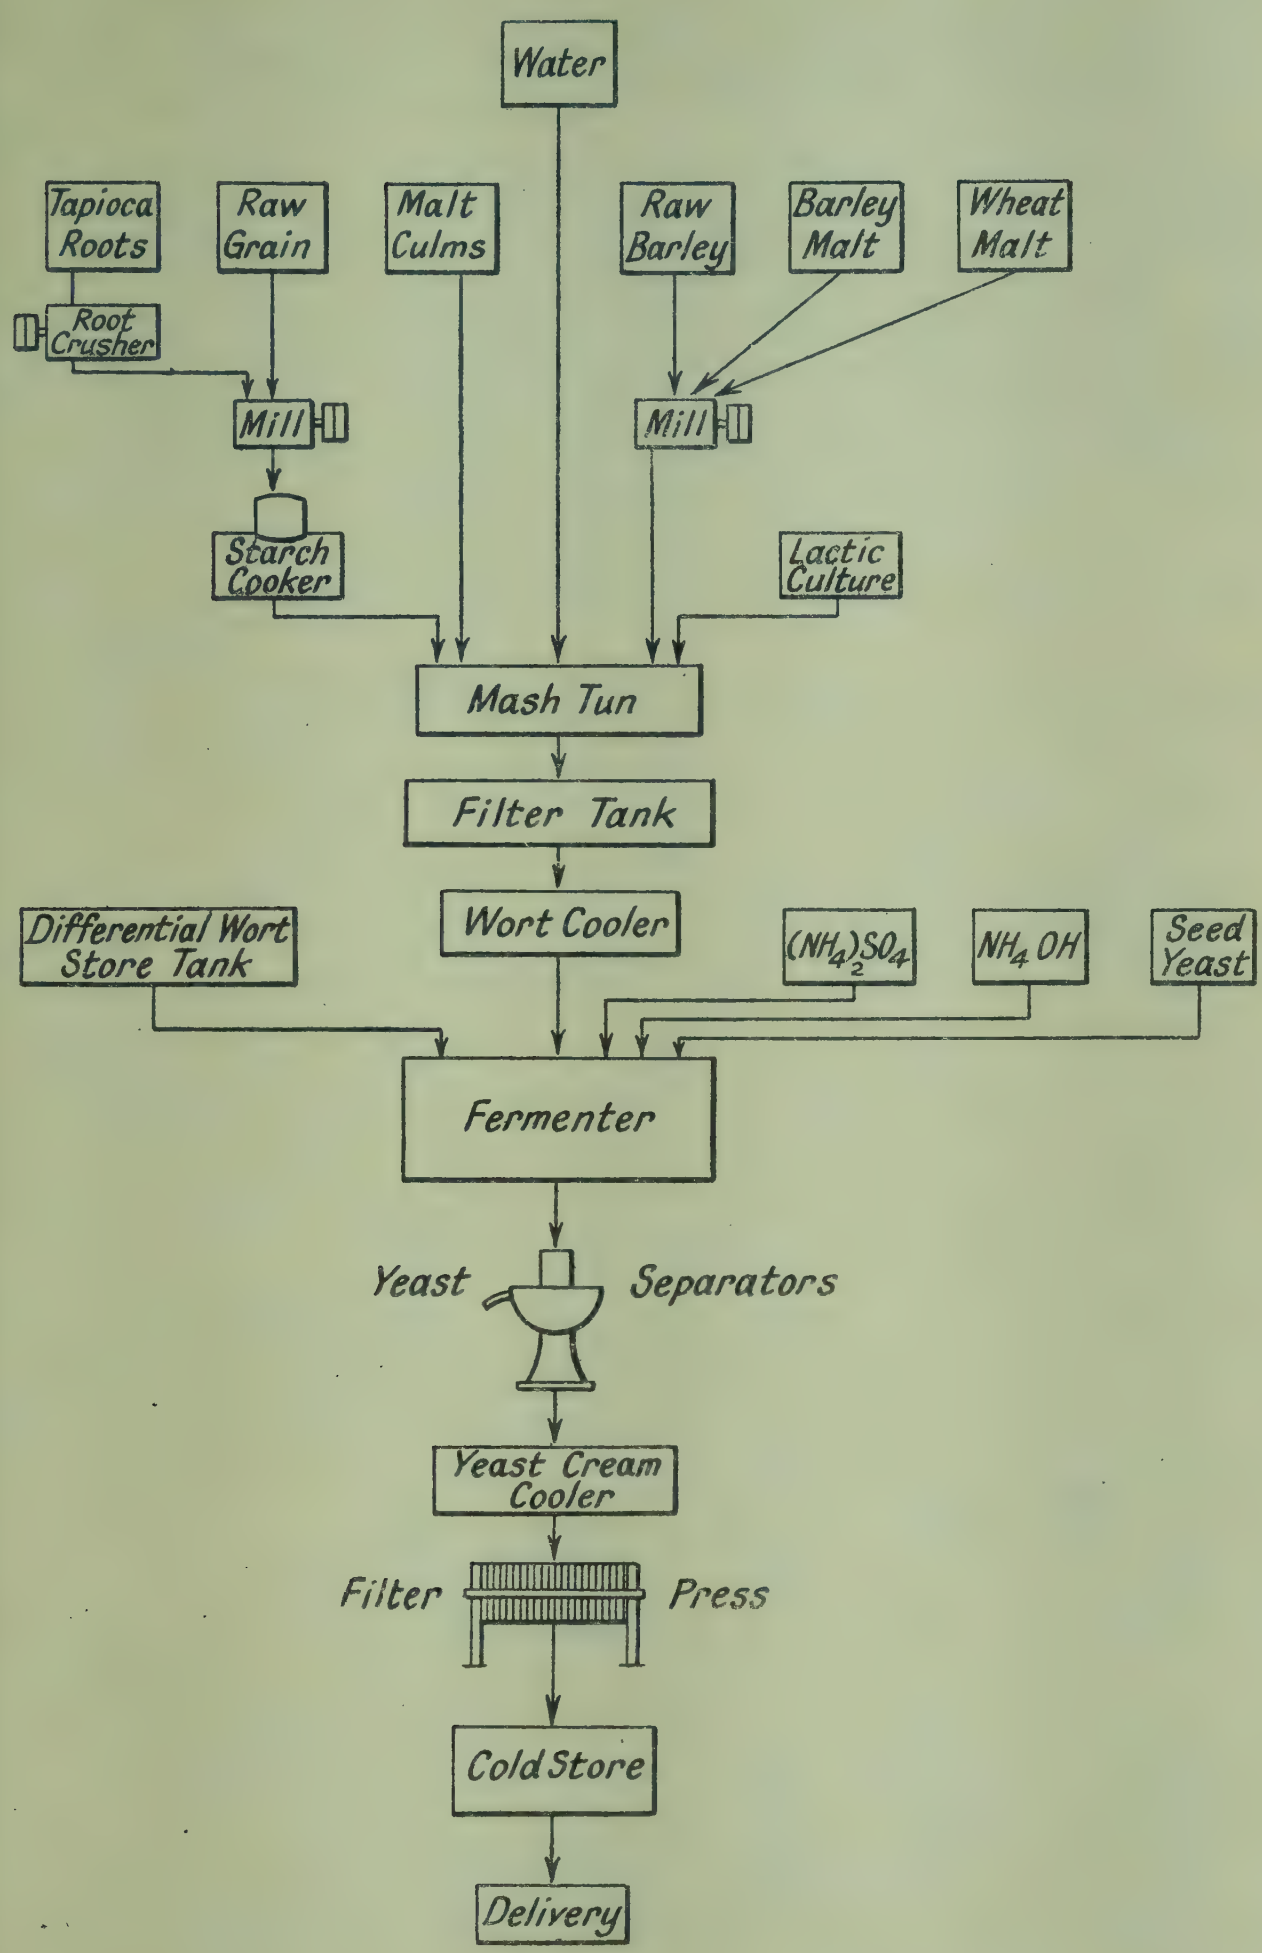 Water
Tapioca
Roots
Raw
Grain
Malt
Culms
Raw
Barley
Barley
Malt
Wheat
Malt
Root
Crusher
Mill
Mill
Starch
Cooker
Lactic
Culture
Mash Tun
Filter Tank
Wort Cooler
Differential Wort
Store Tank
(NH4)2SO4
NH4 OH
Seed
Yeast
Fermenter
Yeast Separators
Yeast Cream
Cooler
Filter Press
Cold Store
Delivery